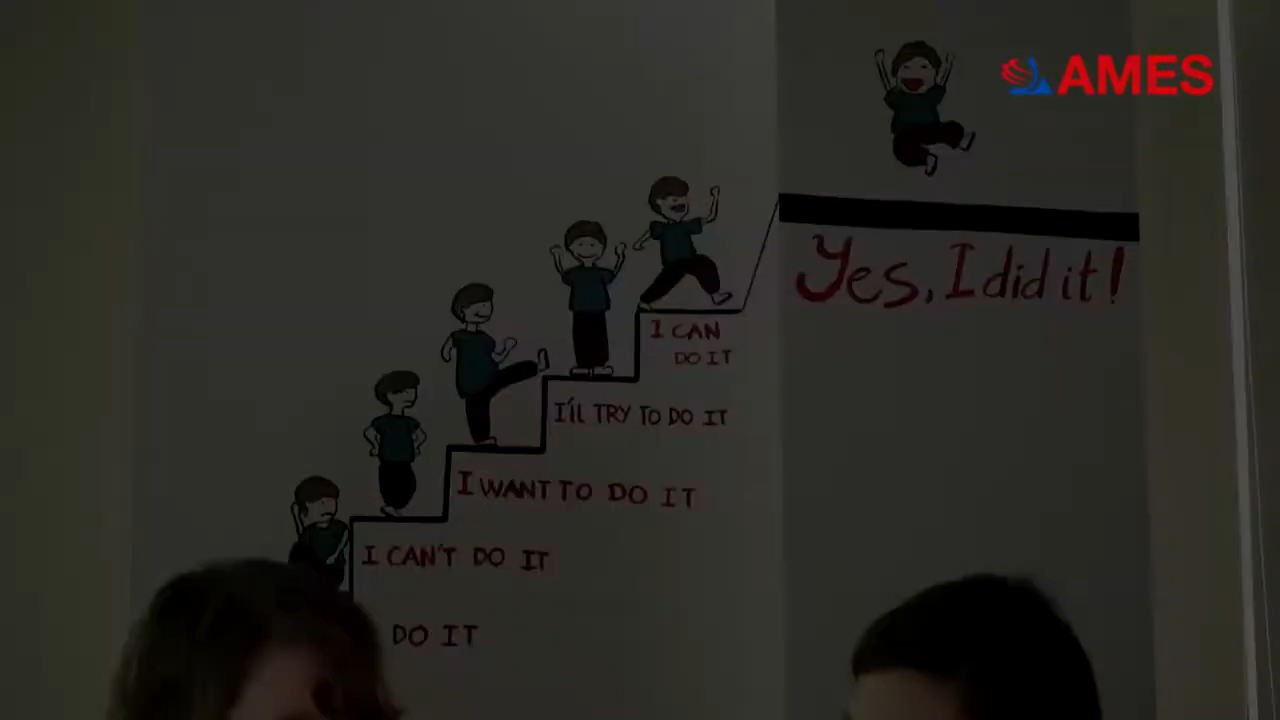 AMES
Yes, I did it!
I CAN
DO IT
I'll TRY TO DO IT
I WANT TO DO IT
I CAN'T DO IT
DO IT